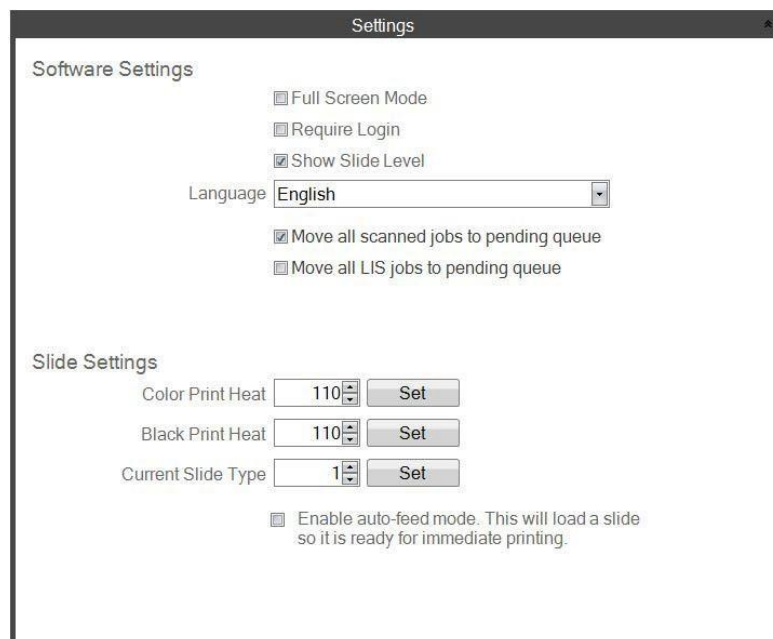 Settings
Software Settings
Full Screen Mode
Require Login
Show Slide Level
Language English
Move all scanned jobs to pending queue
Move all LIS jobs to pending queue
Slide Settings
Color Print Heat 110 Set
Black Print Heat 110 Set
Current Slide Type 1 Set
Enable auto-feed mode. This will load a slide
so it is ready for immediate printing.